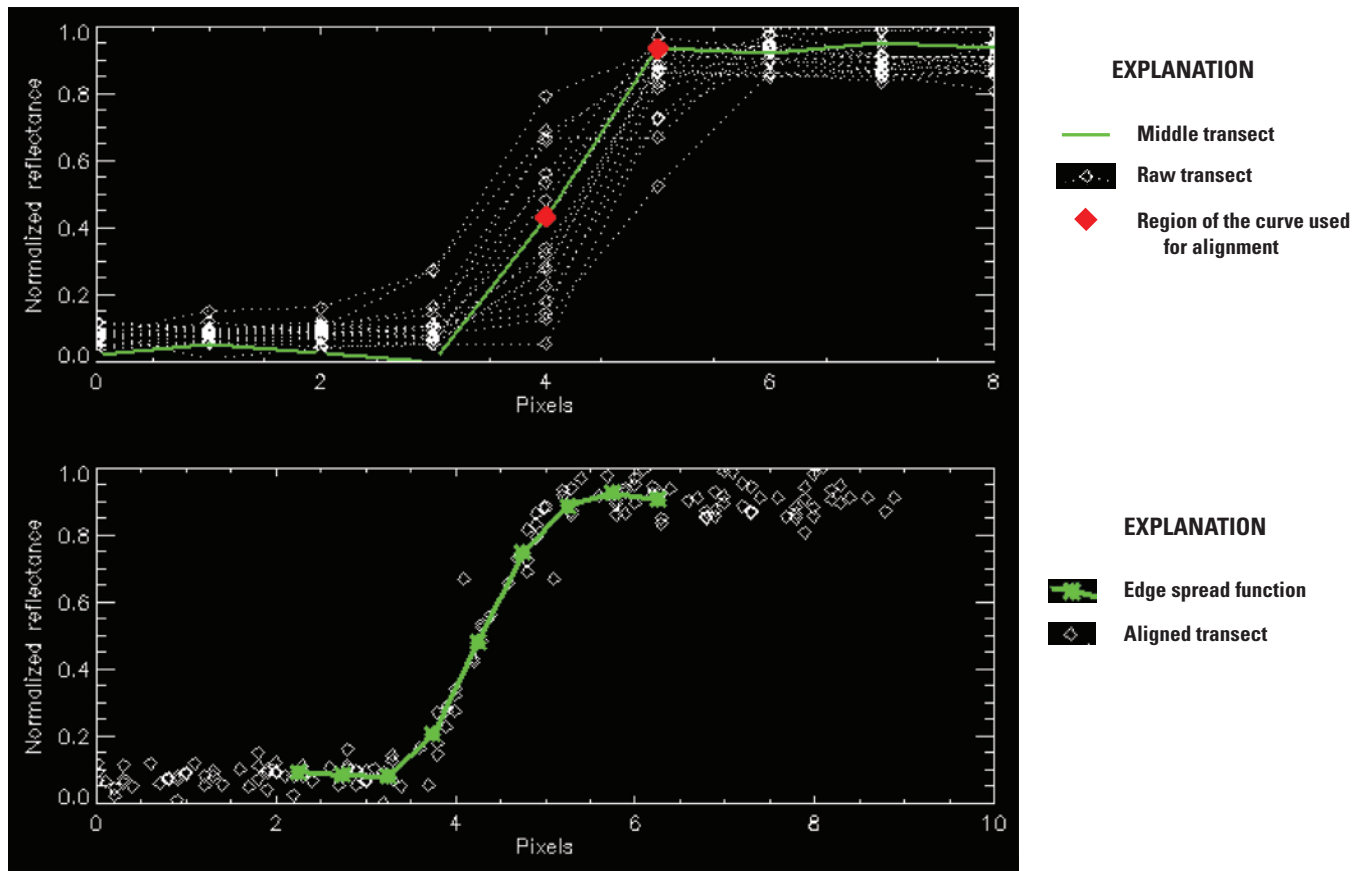 1.0
0.8
0.6
0.4
0.2
0.0
Normalized reflectance
0
2
4
6
8
Pixels
EXPLANATION
Middle transect
Raw transect
Region of the curve used
for alignment
1.0
0.8
0.6
0.4
0.2
0.0
Normalized reflectance
0
2
4
6
8
10
Pixels
EXPLANATION
Edge spread function
Aligned transect